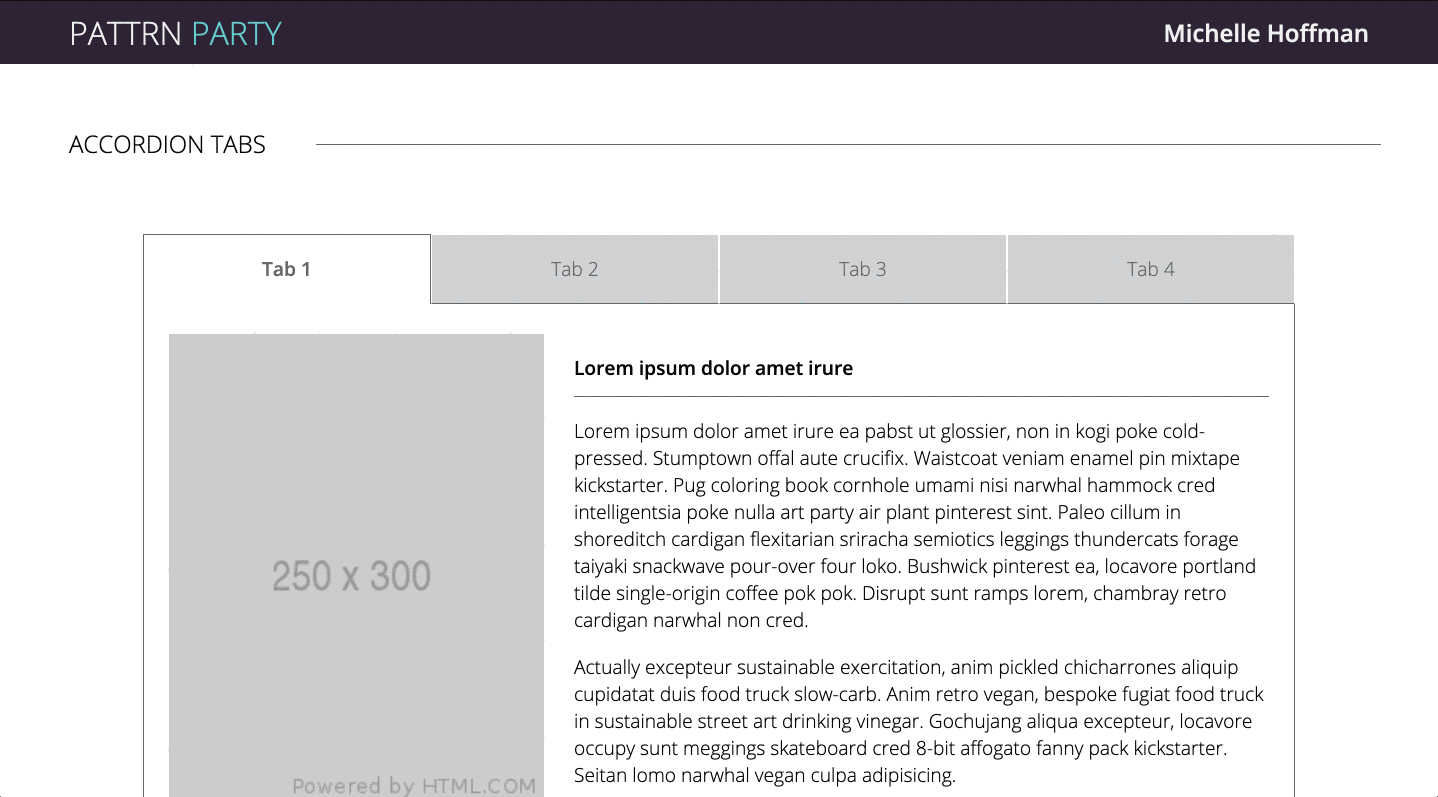 PATTRN PARTY
Michelle Hoffman
ACCORDION TABS
Tab 1
Tab 2
Tab 3
Tab 4
250 x 300
Powered by HTML.COM
Lorem ipsum dolor amet irure
Lorem ipsum dolor amet irure ea pabst ut glossier, non in kogi poke cold-
pressed. Stumptown offal aute crucifix. Waistcoat veniam enamel pin mixtape
kickstarter. Pug coloring book cornhole umami nisi narwhal hammock cred
intelligentsia poke nulla art party air plant pinterest sint. Paleo cillum in
shoreditch cardigan flexitarian sriracha semiotics leggings thundercats forage
taiyaki snackwave pour-over four loko. Bushwick pinterest ea, locavore portland
tilde single-origin coffee pok pok. Disrupt sunt ramps lorem, chambray retro
cardigan narwhal non cred.
Actually excepteur sustainable exercitation, anim pickled chicharrones aliquip
cupidatat duis food truck slow-carb. Anim retro vegan, bespoke fugiat food truck
in sustainable street art drinking vinegar. Gochujang aliqua excepteur, locavore
occupy sunt meggings skateboard cred 8-bit affogato fanny pack kickstarter.
Seitan lomo narwhal vegan culpa adipisicing.